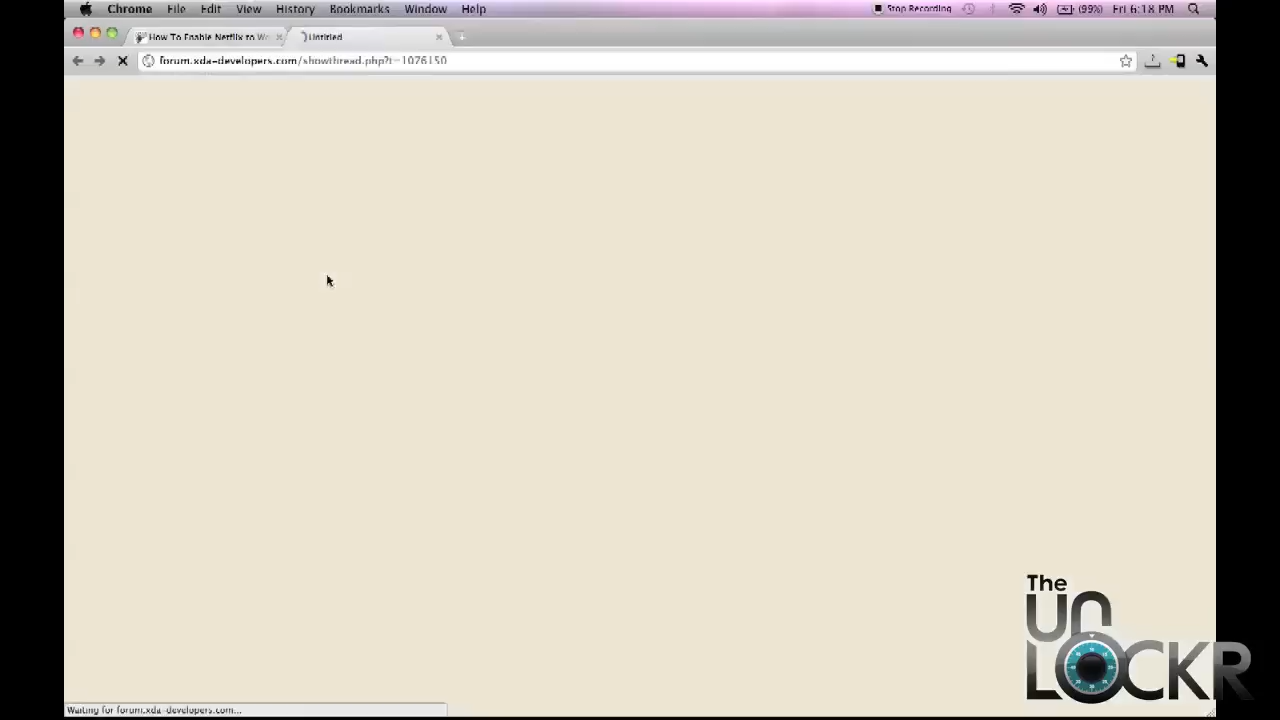 Chrome File Edit View History Bookmarks Window Help Stop Recording (99%) Fri 6:18 PM
How To Enable Netflix to Wo Untitled
forum.xda-developers.com/showthread.php?t=1076150
The
UN
LOCKR
Waiting for forum.xda-developers.com...